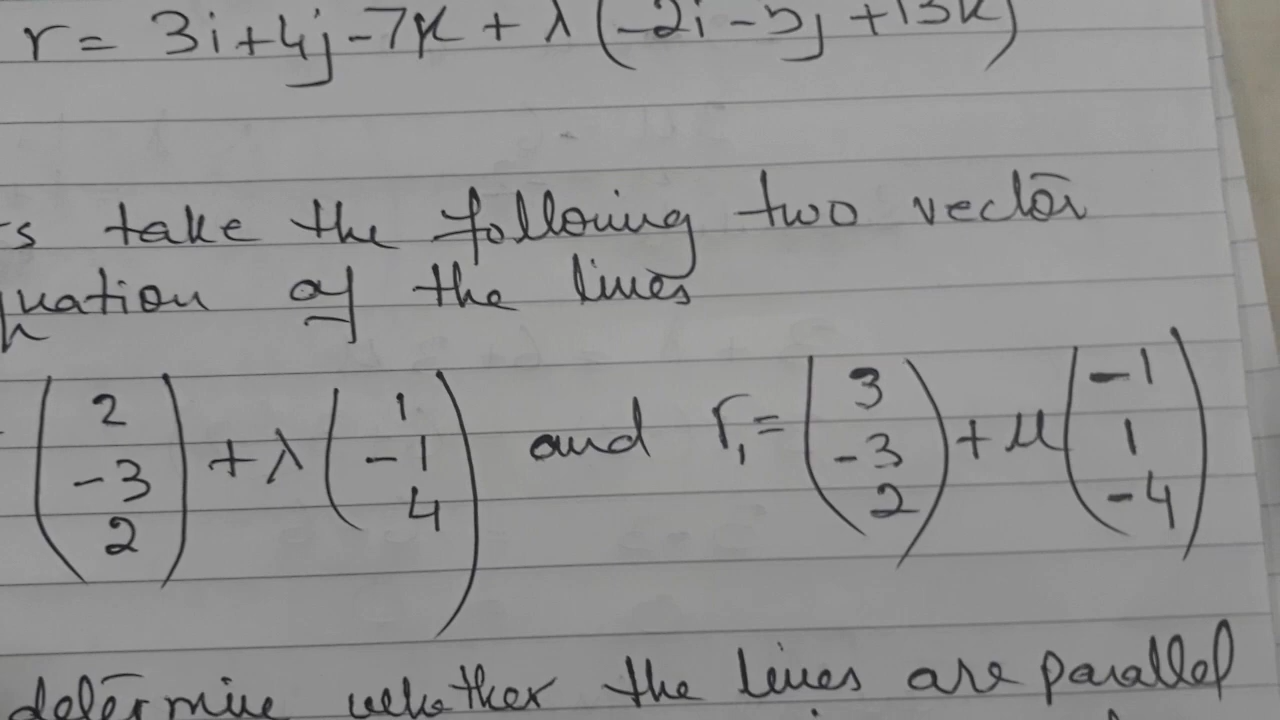 r = 3i+4j-7k + λ (-2i - 5j + 13k)
s take the following two vector
quation of the lines
(2 -3 2) + λ (1 -1 4) and r₁ = (3 -3 2) + μ (-1 1 -4)
determine whether the lines are parallel